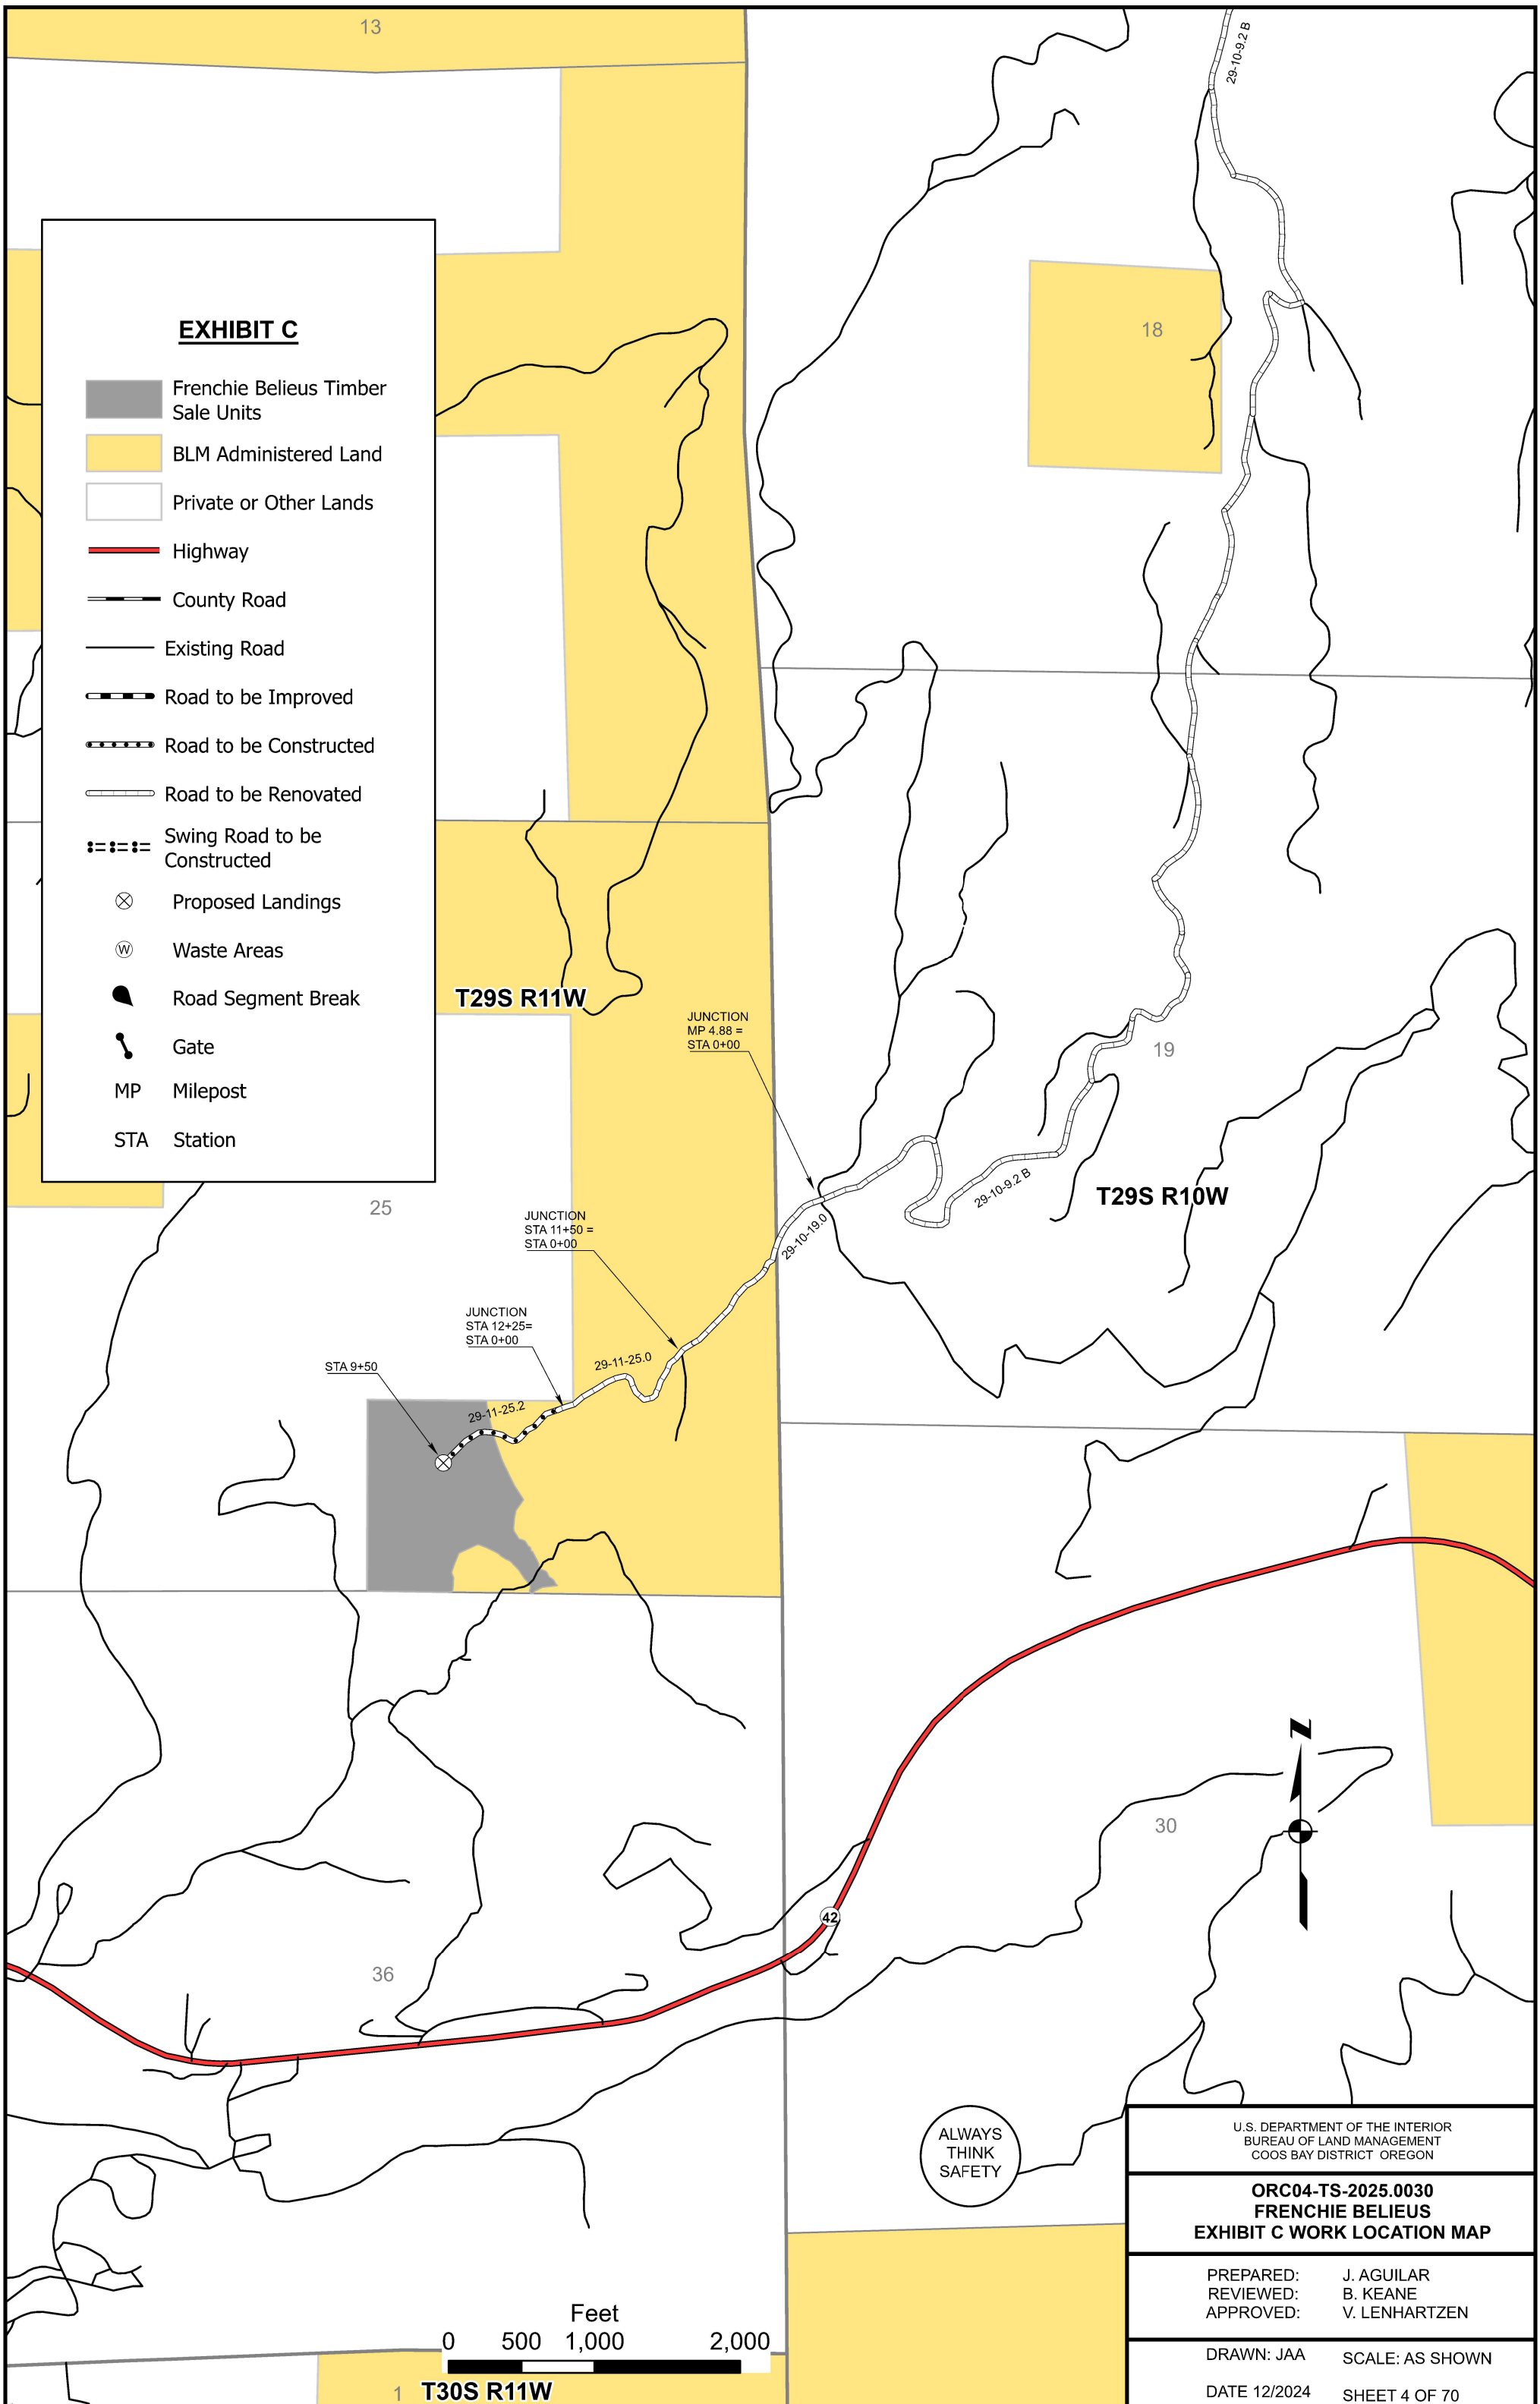 13
29-10-9.2 B
18
EXHIBIT C
Frenchie Belieus Timber
Sale Units
BLM Administered Land
Private or Other Lands
Highway
County Road
Existing Road
Road to be Improved
Road to be Constructed
Road to be Renovated
Swing Road to be
Constructed
Proposed Landings
W
Waste Areas
Road Segment Break
Gate
MP
Milepost
STA
Station
T29S R11W
JUNCTION
MP 4.88 =
STA 0+00
19
29-10-9.2 B
T29S R10W
25
JUNCTION
STA 11+50 =
STA 0+00
29-10-19.0
JUNCTION
STA 12+25=
STA 0+00
29-11-25.0
STA 9+50
29-11-25.2
N
30
42
36
ALWAYS
THINK
SAFETY
Feet
0 500 1,000 2,000
1
T30S R11W
U.S. DEPARTMENT OF THE INTERIOR
BUREAU OF LAND MANAGEMENT
COOS BAY DISTRICT OREGON
ORC04-TS-2025.0030
FRENCHIE BELIEUS
EXHIBIT C WORK LOCATION MAP
PREPARED: J. AGUILAR
REVIEWED: B. KEANE
APPROVED: V. LENHARTZEN
DRAWN: JAA SCALE: AS SHOWN
DATE 12/2024 SHEET 4 OF 70